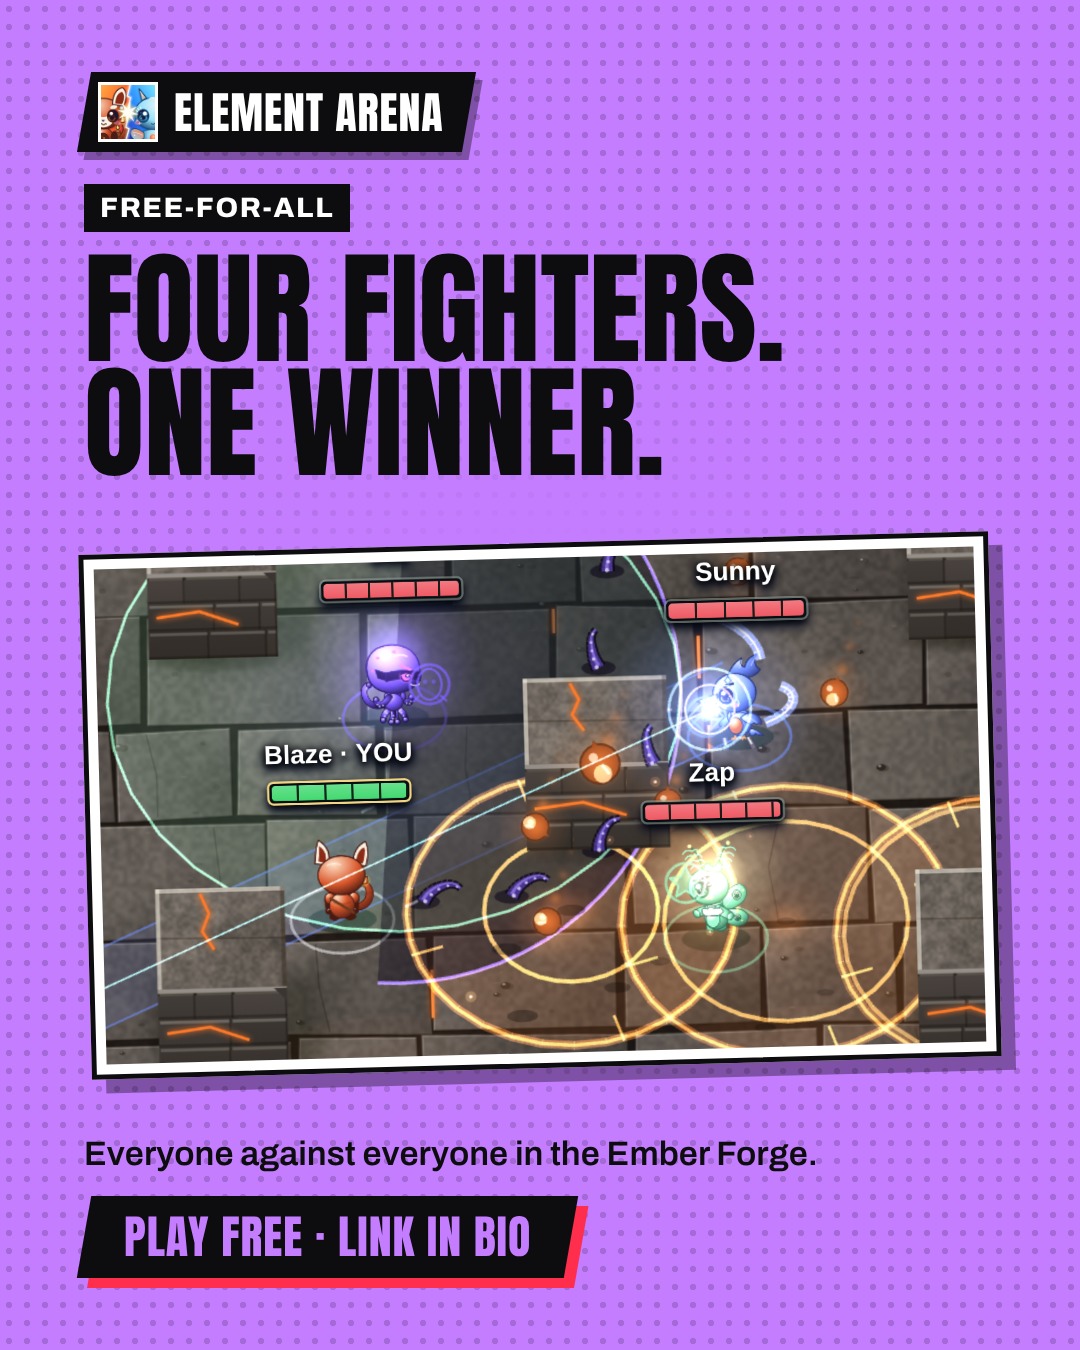 ELEMENT ARENA
FREE-FOR-ALL
FOUR FIGHTERS.
ONE WINNER.
Sunny
Blaze · YOU
Zap
Everyone against everyone in the Ember Forge.
PLAY FREE · LINK IN BIO